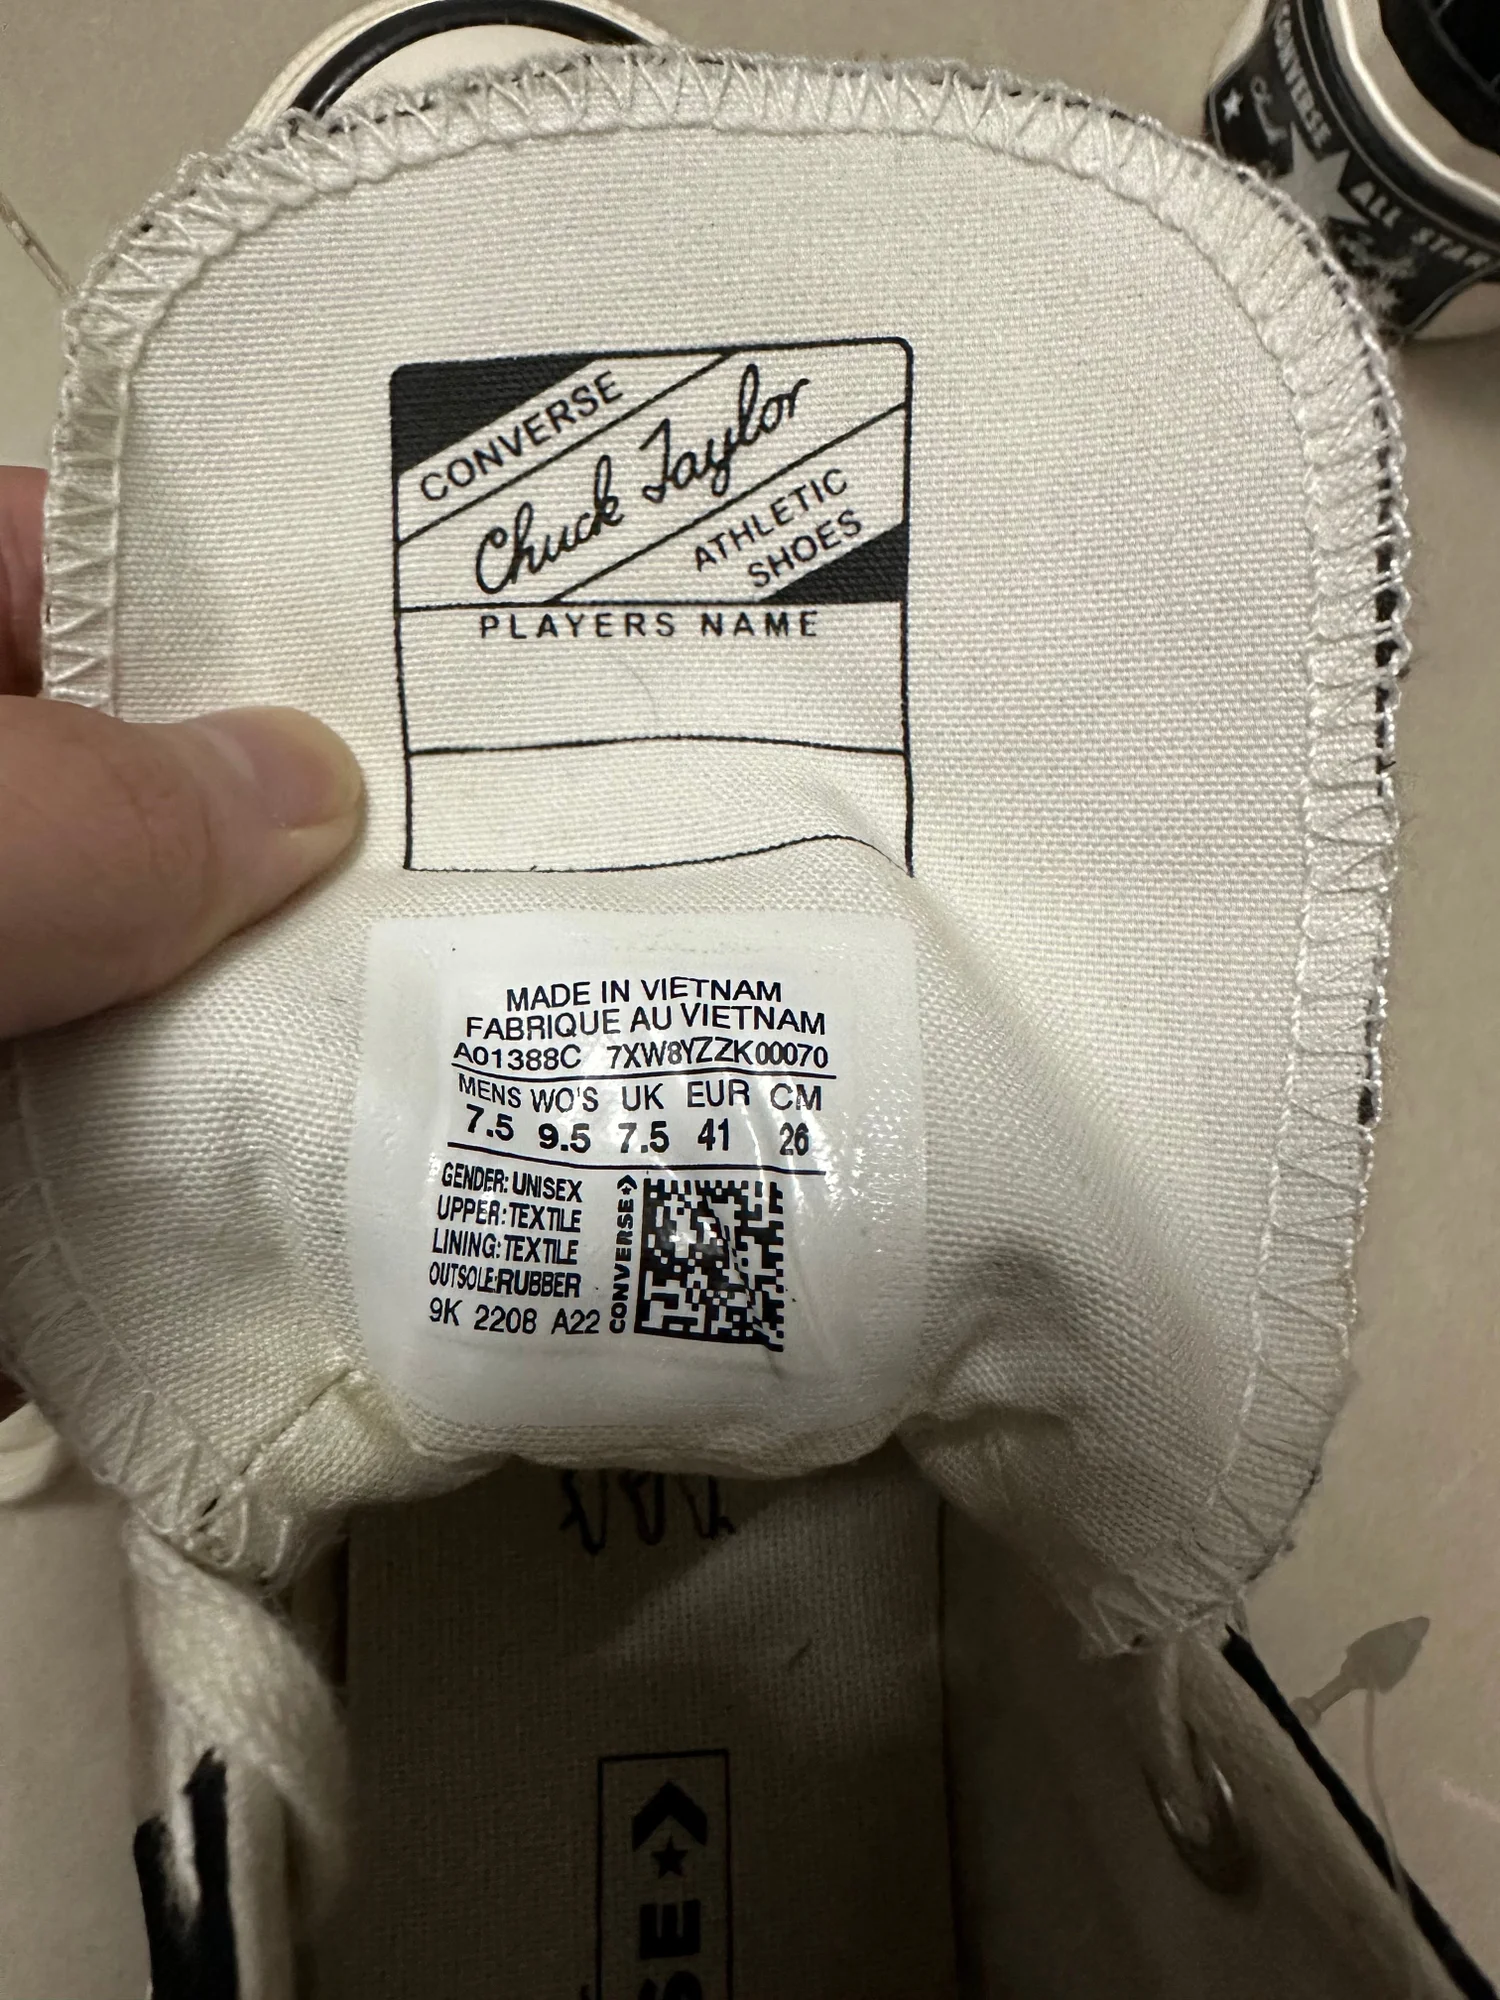 CONVERSE
ALL STAR
CONVERSE
Chuck Taylor
ATHLETIC
SHOES
PLAYERS NAME
MADE IN VIETNAM
FABRIQUE AU VIETNAM
A01388C 7XW8YZZK00070
MENS WO'S UK EUR CM
7.5 9.5 7.5 41 26
GENDER: UNISEX
UPPER: TEXTILE
LINING: TEXTILE
OUTSOLE:RUBBER
9K 2208 A22
CONVERSE